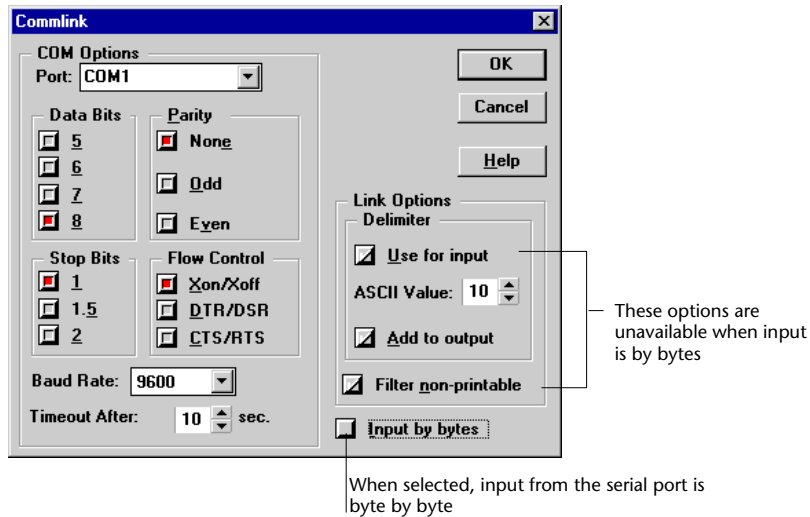 Commlink
COM Options
Port: COM1
Data Bits
5
6
7
8
Parity
None
Odd
Even
Stop Bits
1
1.5
2
Flow Control
Xon/Xoff
DTR/DSR
CTS/RTS
Baud Rate: 9600
Timeout After: 10 sec.
OK
Cancel
Help
Link Options
Delimiter
Use for input
ASCII Value: 10
Add to output
Filter non-printable
Input by bytes
These options are
unavailable when input
is by bytes
When selected, input from the serial port is
byte by byte